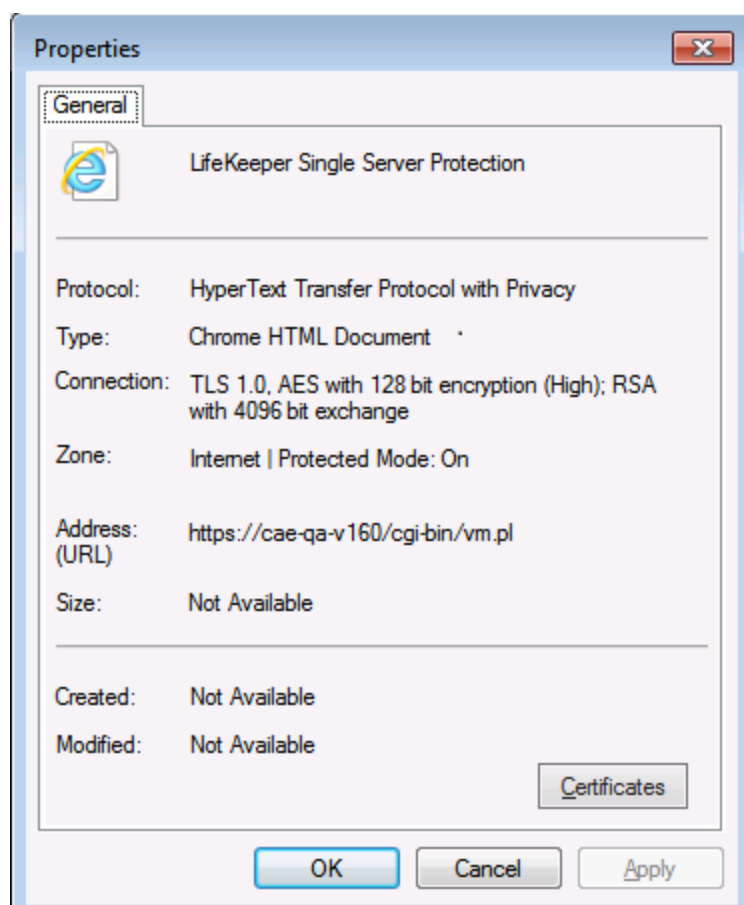 Properties
General
LifeKeeper Single Server Protection
Protocol: HyperText Transfer Protocol with Privacy
Type: Chrome HTML Document
Connection: TLS 1.0, AES with 128 bit encryption (High); RSA
with 4096 bit exchange
Zone: Internet | Protected Mode: On
Address: https://cae-qa-v160/cgi-bin/vm.pl
(URL)
Size: Not Available
Created: Not Available
Modified: Not Available
Certificates
OK Cancel Apply